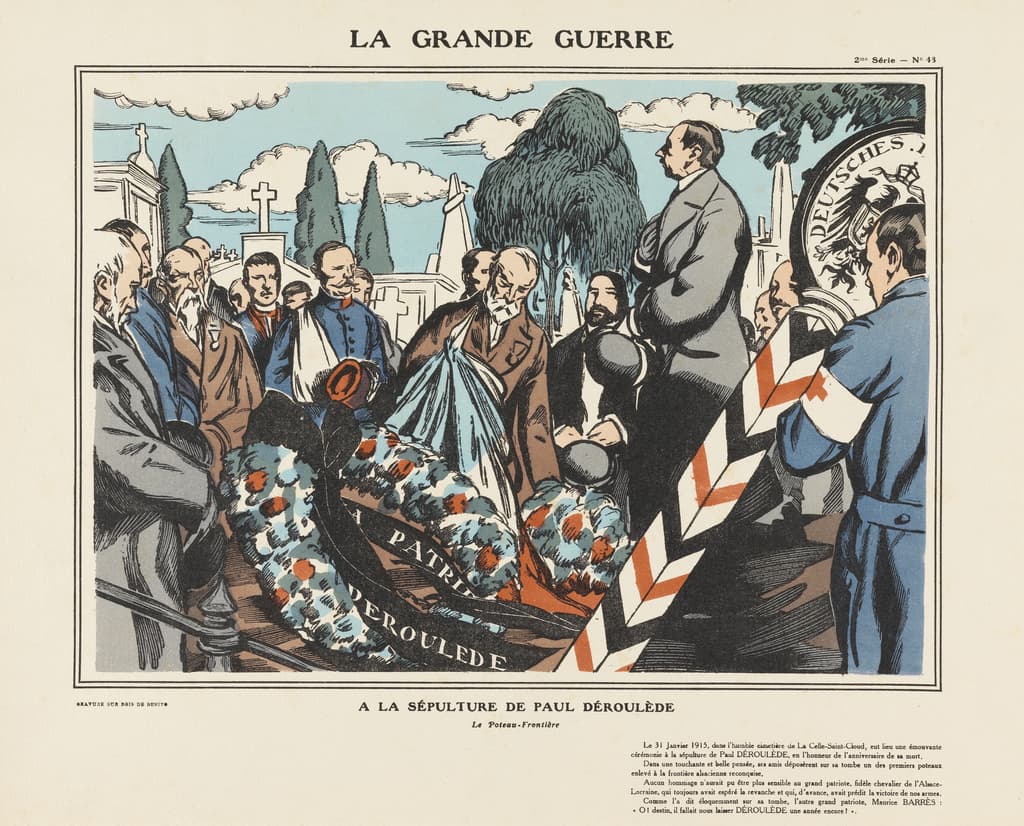 LA GRANDE GUERRE
2me Série — No 43
DEUTSCHES
A
PATRI
DEROULEDE
GRAVURE SUR BOIS DE BENITO
A LA SÉPULTURE DE PAUL DÉROULÈDE
Le Poteau-Frontière
Le 31 Janvier 1915, dans l'humble cimetière de La Celle-Saint-Cloud, eut lieu une émouvante
cérémonie à la sépulture de Paul DÉROULÈDE, en l'honneur de l'anniversaire de sa mort.
Dans une touchante et belle pensée, ses amis déposèrent sur sa tombe un des premiers poteaux
enlevé à la frontière alsacienne reconquise.
Aucun hommage n'aurait pu être plus sensible au grand patriote, fidèle chevalier de l'Alsace-
Lorraine, qui toujours avait espéré la revanche et qui, d'avance, avait prédit la victoire de nos armes.
Comme l'a dit éloquemment sur sa tombe, l'autre grand patriote, Maurice BARRÈS :
« O ! destin, il fallait nous laisser DÉROULÈDE une année encore ! ».